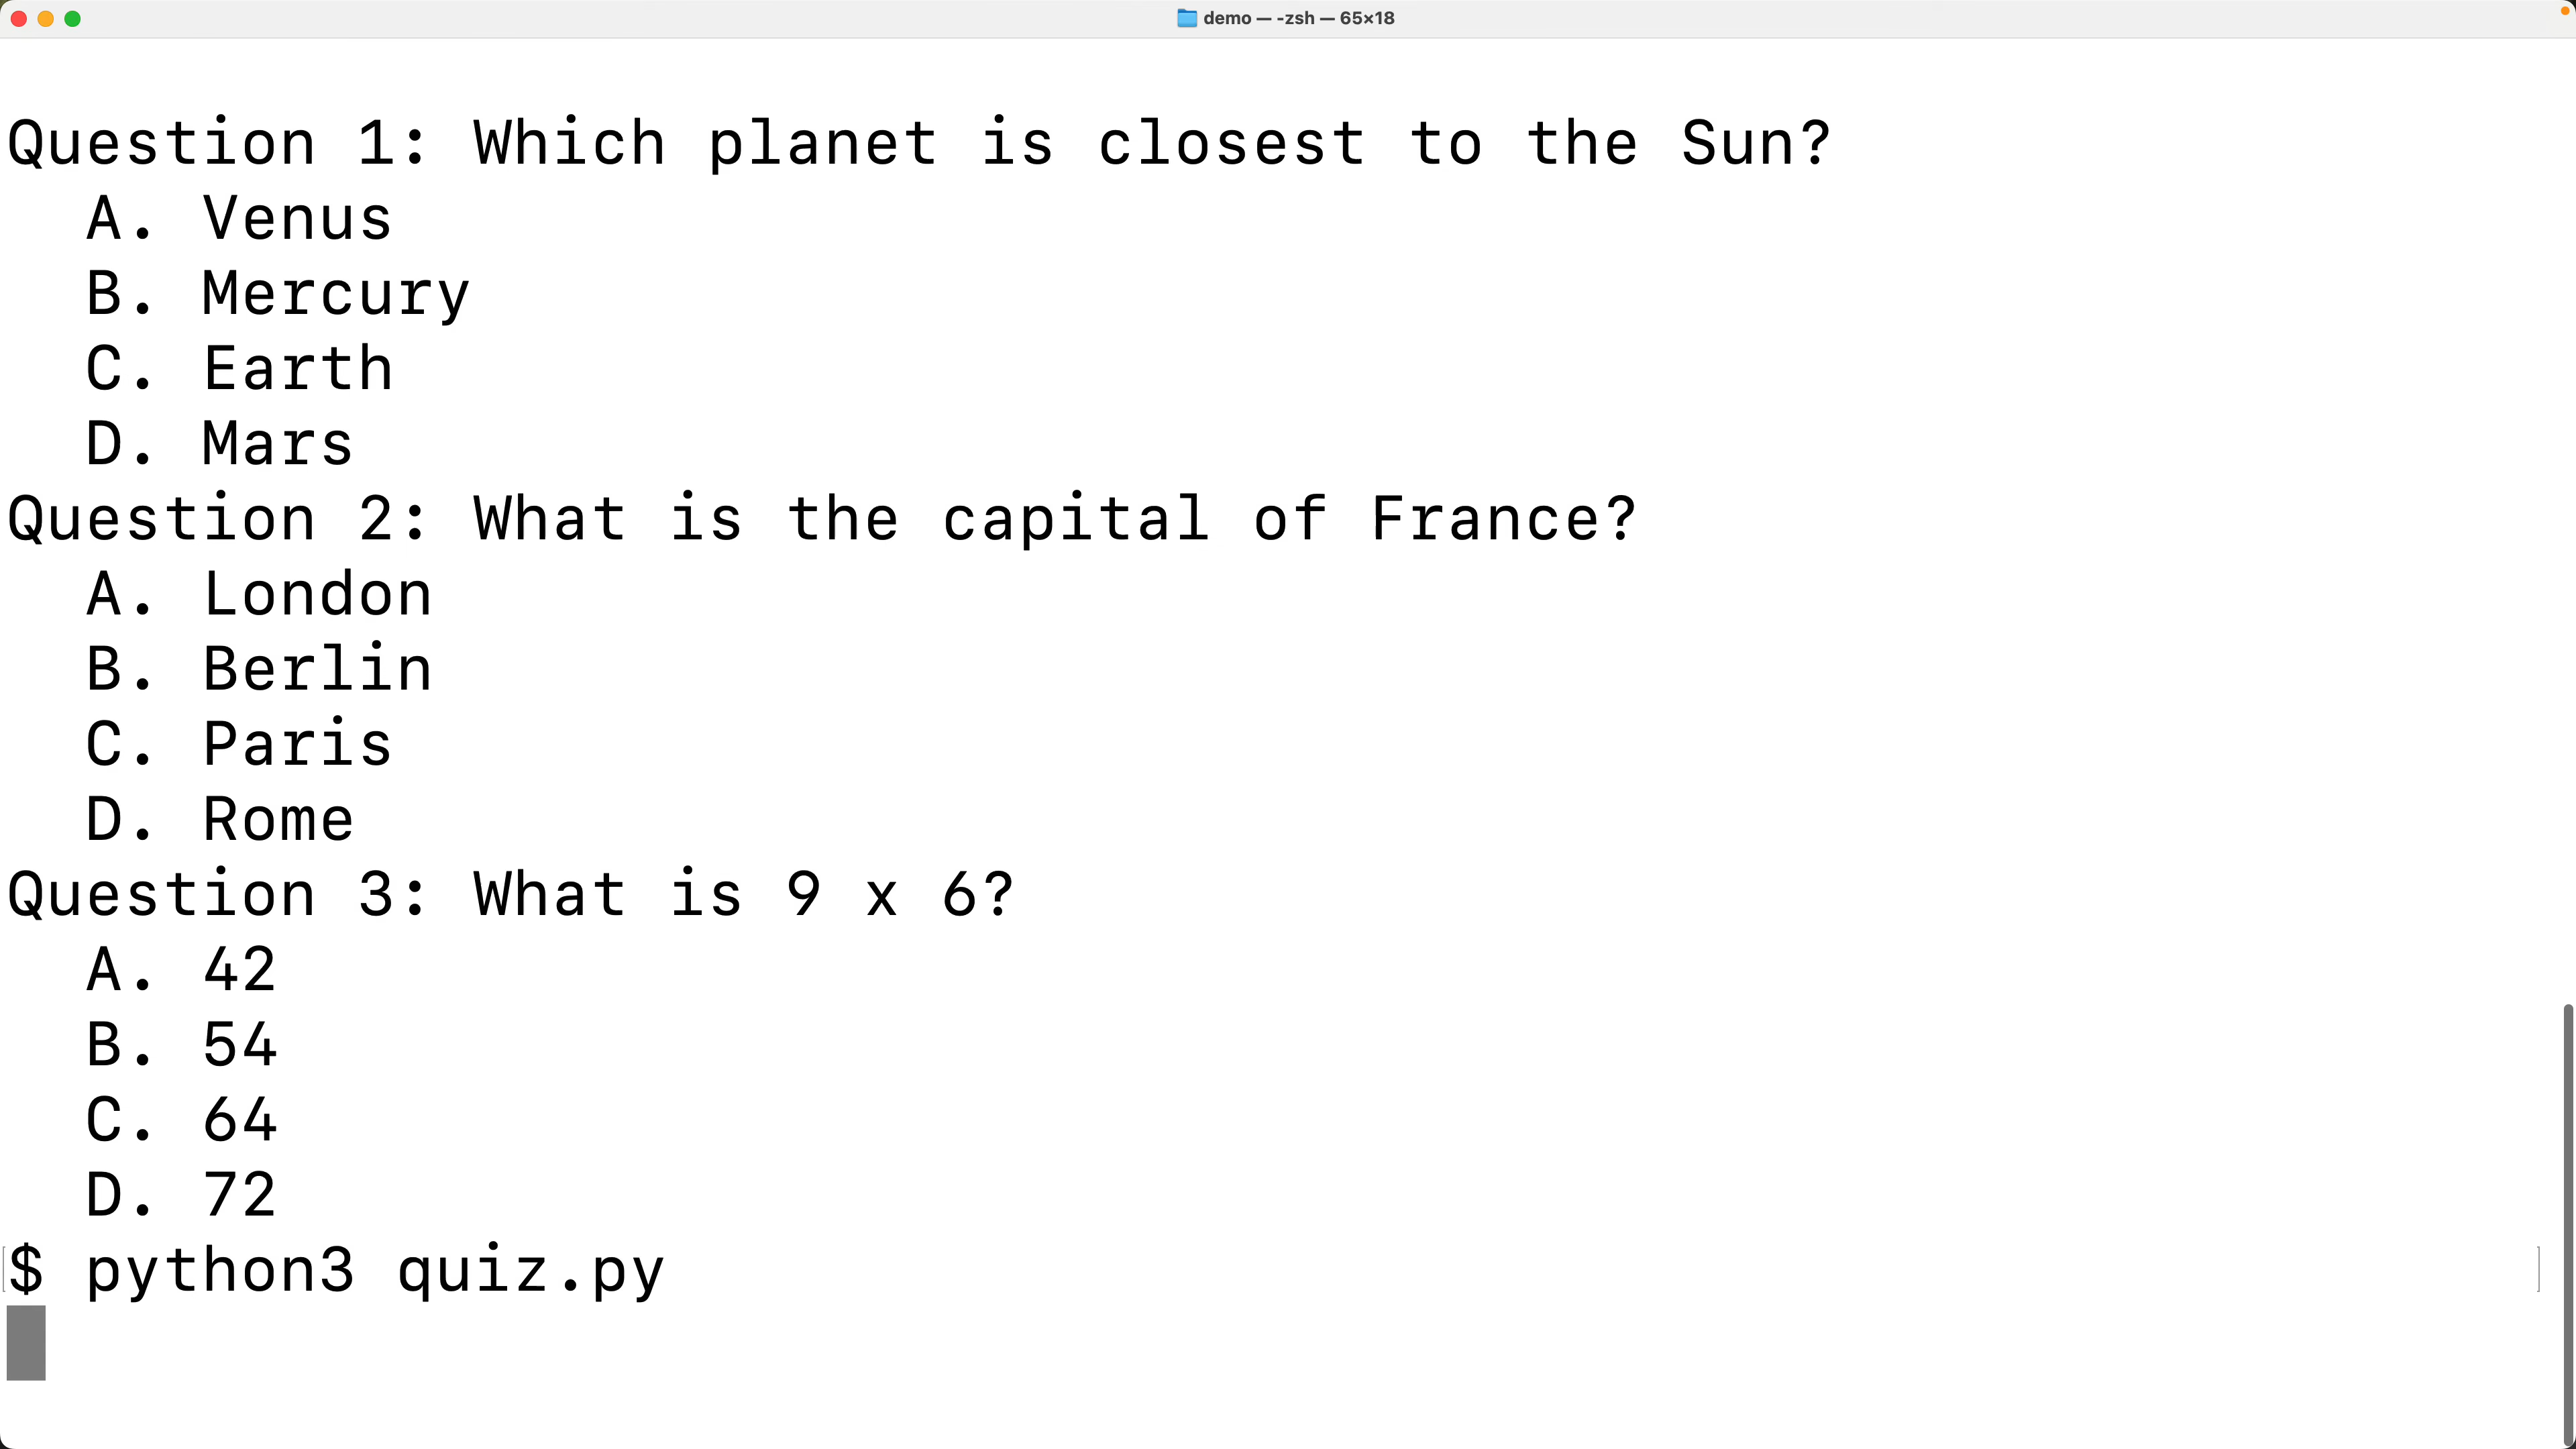 demo — -zsh — 65×18
Question 1: Which planet is closest to the Sun?
A. Venus
B. Mercury
C. Earth
D. Mars
Question 2: What is the capital of France?
A. London
B. Berlin
C. Paris
D. Rome
Question 3: What is 9 x 6?
A. 42
B. 54
C. 64
D. 72
$ python3 quiz.py